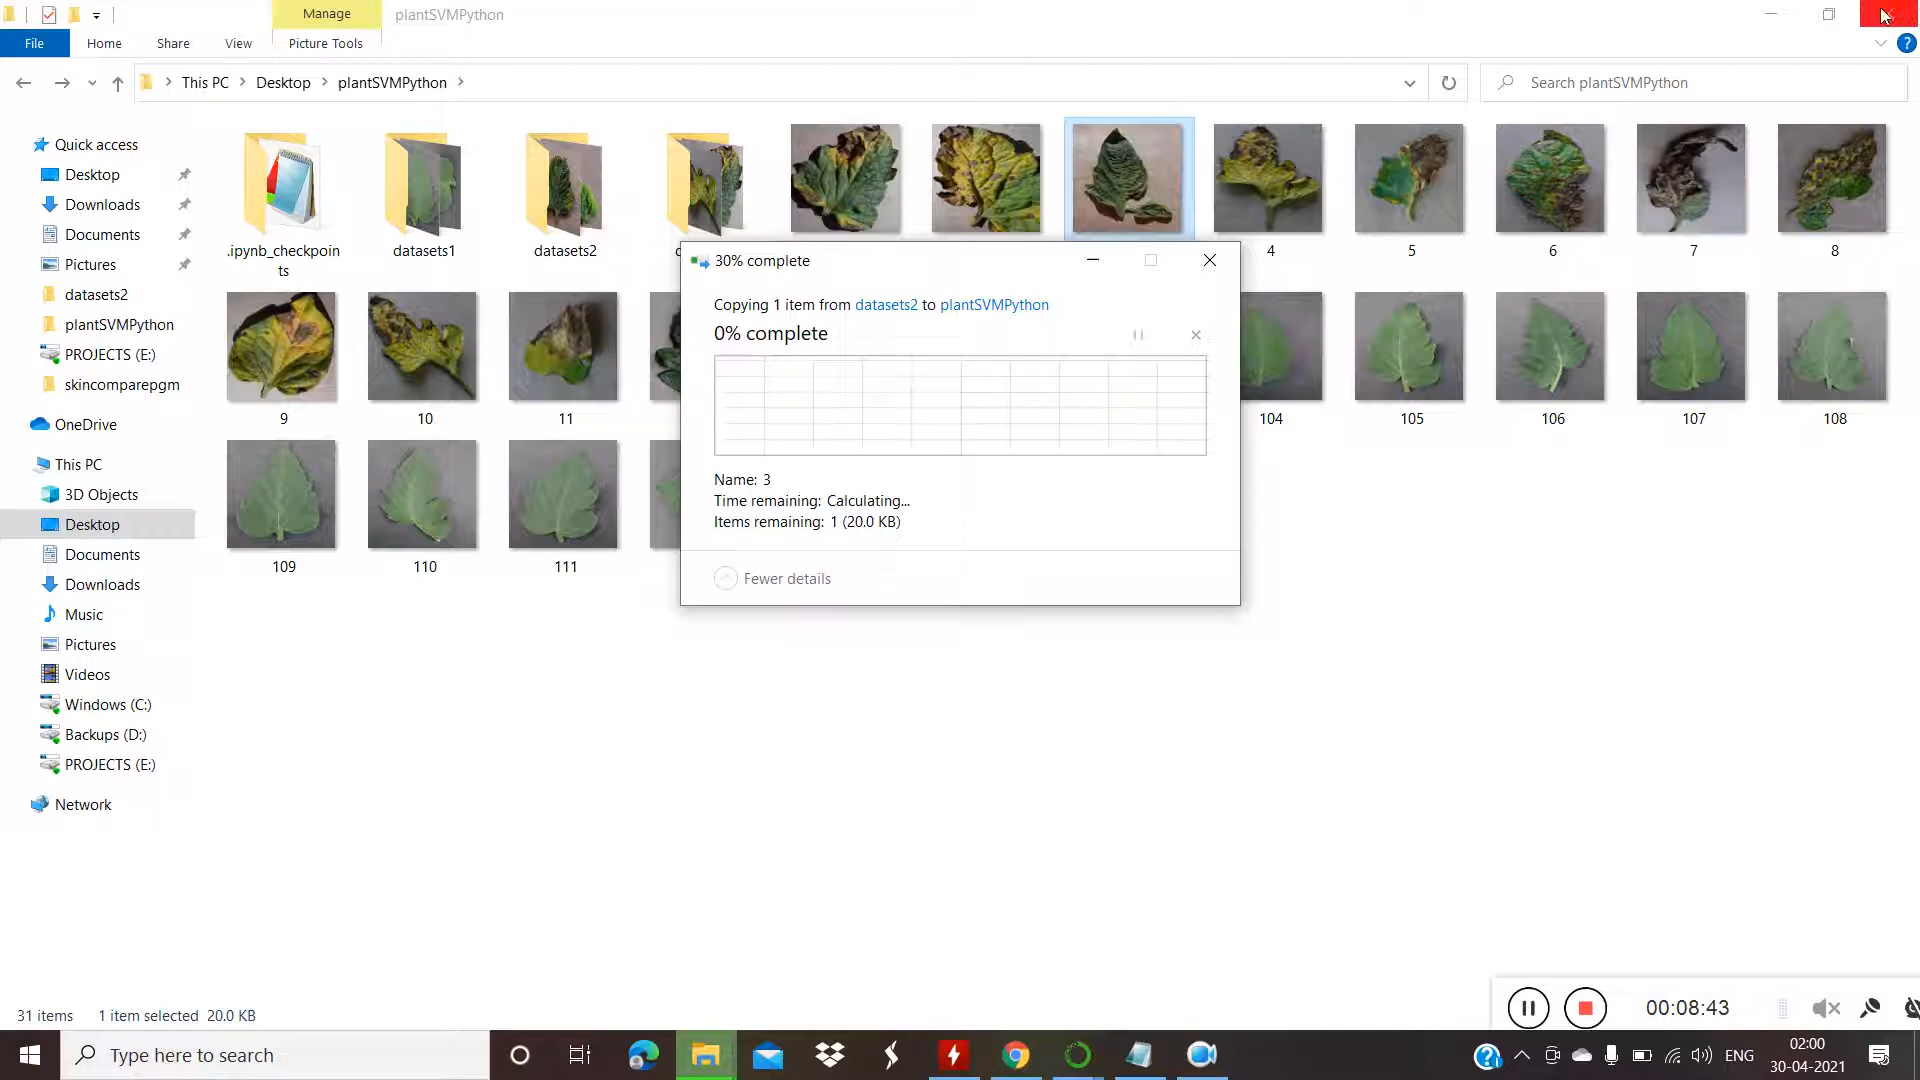 Manage
plantSVMPython
File
Home
Share
View
Picture Tools
This PC
Desktop
plantSVMPython
Search plantSVMPython
Quick access
Desktop
Downloads
Documents
Pictures
datasets2
plantSVMPython
PROJECTS (E:)
skincomparepgm
OneDrive
This PC
3D Objects
Desktop
Documents
Downloads
Music
Pictures
Videos
Windows (C:)
Backups (D:)
PROJECTS (E:)
Network
.ipynb_checkpoin
ts
datasets1
datasets2
4
5
6
7
8
9
10
11
104
105
106
107
108
109
110
111
30% complete
Copying 1 item from datasets2 to plantSVMPython
0% complete
Name: 3
Time remaining: Calculating...
Items remaining: 1 (20.0 KB)
Fewer details
31 items
1 item selected 20.0 KB
00:08:43
Type here to search
ENG
02:00
30-04-2021